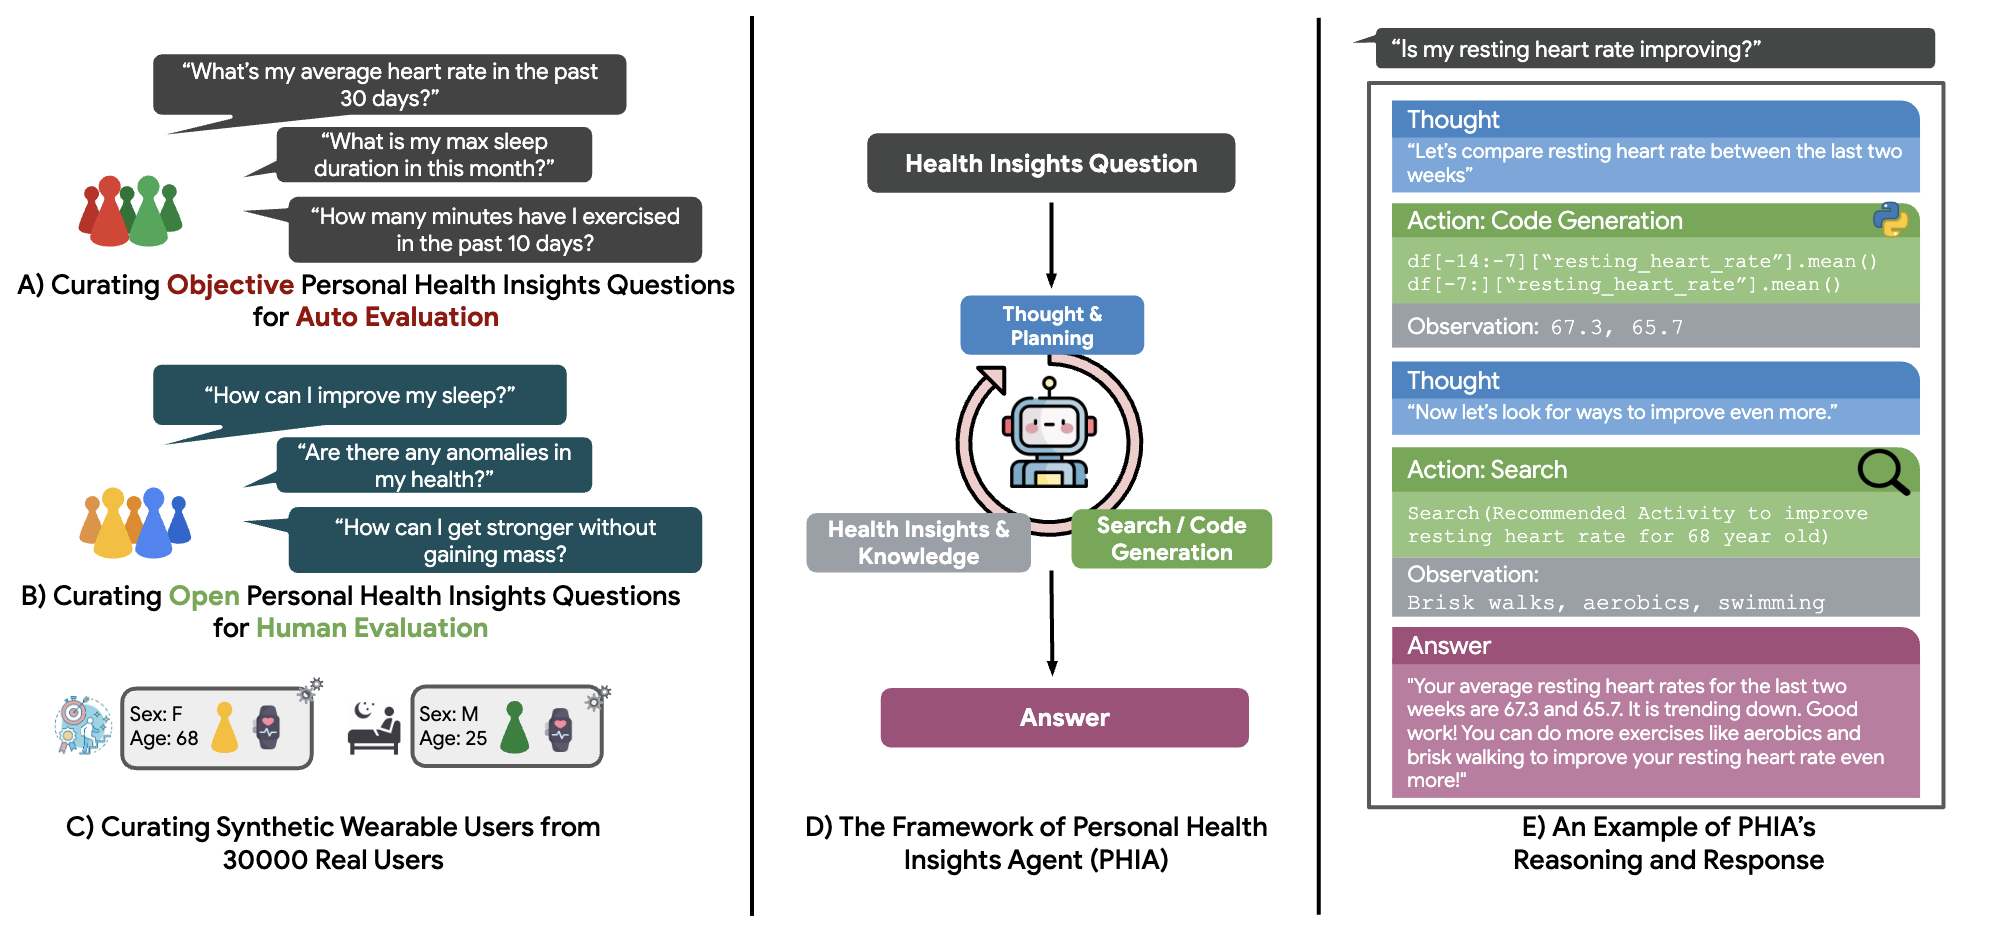 “What’s my average heart rate in the past
30 days?”
“What is my max sleep
duration in this month?”
“How many minutes have I exercised
in the past 10 days?
A) Curating Objective Personal Health Insights Questions
for Auto Evaluation
“How can I improve my sleep?”
“Are there any anomalies in
my health?”
“How can I get stronger without
gaining mass?
B) Curating Open Personal Health Insights Questions
for Human Evaluation
Sex: F
Age: 68
Sex: M
Age: 25
C) Curating Synthetic Wearable Users from
30000 Real Users
Health Insights Question
Thought &
Planning
Health Insights &
Knowledge
Search / Code
Generation
Answer
D) The Framework of Personal Health
Insights Agent (PHIA)
“Is my resting heart rate improving?”
Thought
“Let’s compare resting heart rate between the last two
weeks”
Action: Code Generation
df[-14:-7][“resting_heart_rate”].mean()
df[-7:][“resting_heart_rate”].mean()
Observation: 67.3, 65.7
Thought
“Now let’s look for ways to improve even more.”
Action: Search
Search(Recommended Activity to improve
resting heart rate for 68 year old)
Observation:
Brisk walks, aerobics, swimming
Answer
"Your average resting heart rates for the last two
weeks are 67.3 and 65.7. It is trending down. Good
work! You can do more exercises like aerobics and
brisk walking to improve your resting heart rate even
more!"
E) An Example of PHIA’s
Reasoning and Response